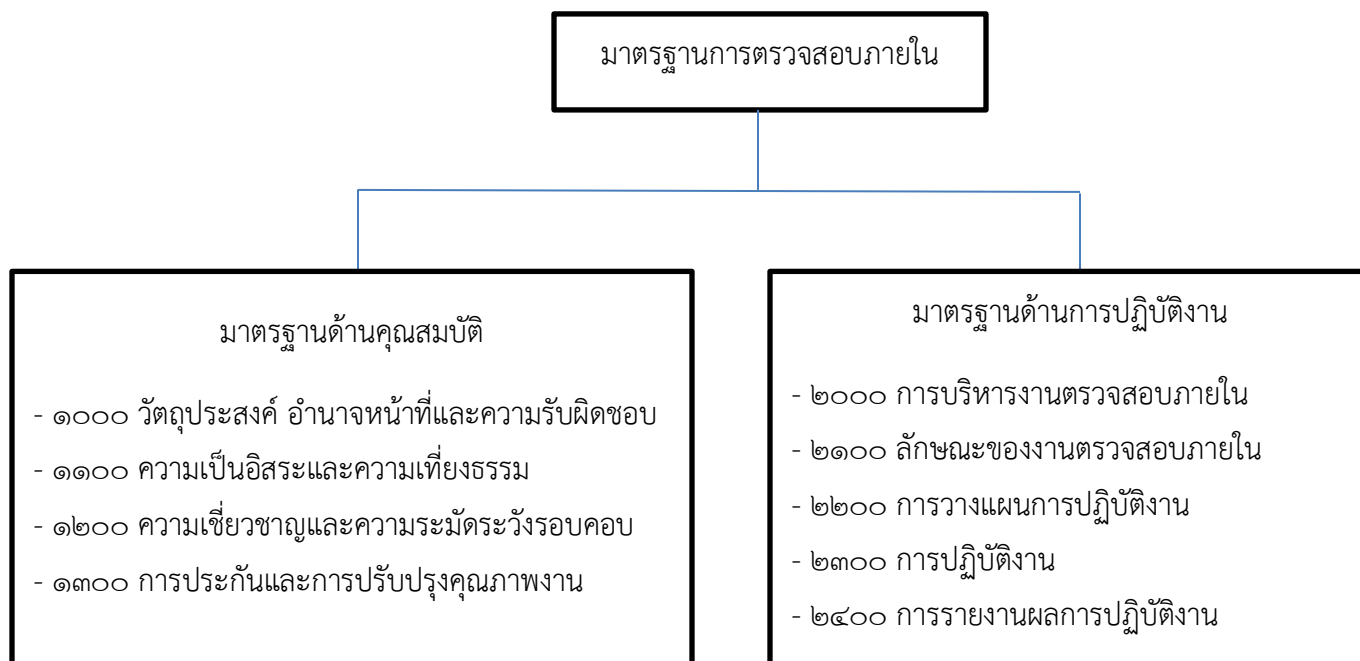 มาตรฐานการตรวจสอบภายใน
มาตรฐานด้านคุณสมบัติ
- ๑๐๐๐ วัตถุประสงค์ อำนาจหน้าที่และความรับผิดชอบ
- ๑๑๐๐ ความเป็นอิสระและความเที่ยงธรรม
- ๑๒๐๐ ความเชี่ยวชาญและความระมัดระวังรอบคอบ
- ๑๓๐๐ การประกันและการปรับปรุงคุณภาพงาน
มาตรฐานด้านการปฏิบัติงาน
- ๒๐๐๐ การบริหารงานตรวจสอบภายใน
- ๒๑๐๐ ลักษณะของงานตรวจสอบภายใน
- ๒๒๐๐ การวางแผนการปฏิบัติงาน
- ๒๓๐๐ การปฏิบัติงาน
- ๒๔๐๐ การรายงานผลการปฏิบัติงาน